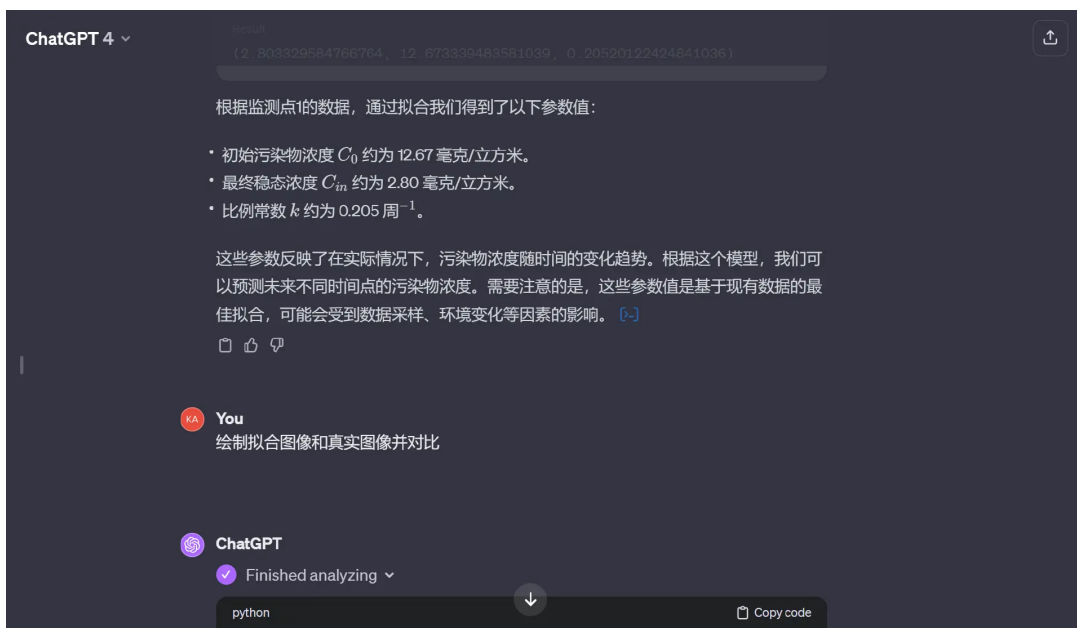 ChatGPT 4
Result
(2.803329584766764, 12.673339483581039, 0.20520122424841036)
根据监测点1的数据，通过拟合我们得到了以下参数值：
• 初始污染物浓度 C₀ 约为 12.67 毫克/立方米。
• 最终稳态浓度 Cᵢₙ 约为 2.80 毫克/立方米。
• 比例常数 k 约为 0.205 周⁻¹。
这些参数反映了在实际情况下，污染物浓度随时间的变化趋势。根据这个模型，我们可
以预测未来不同时间点的污染物浓度。需要注意的是，这些参数值是基于现有数据的最
佳拟合，可能会受到数据采样、环境变化等因素的影响。 [>-]
KA
You
绘制拟合图像和真实图像并对比
ChatGPT
Finished analyzing
python
Copy code